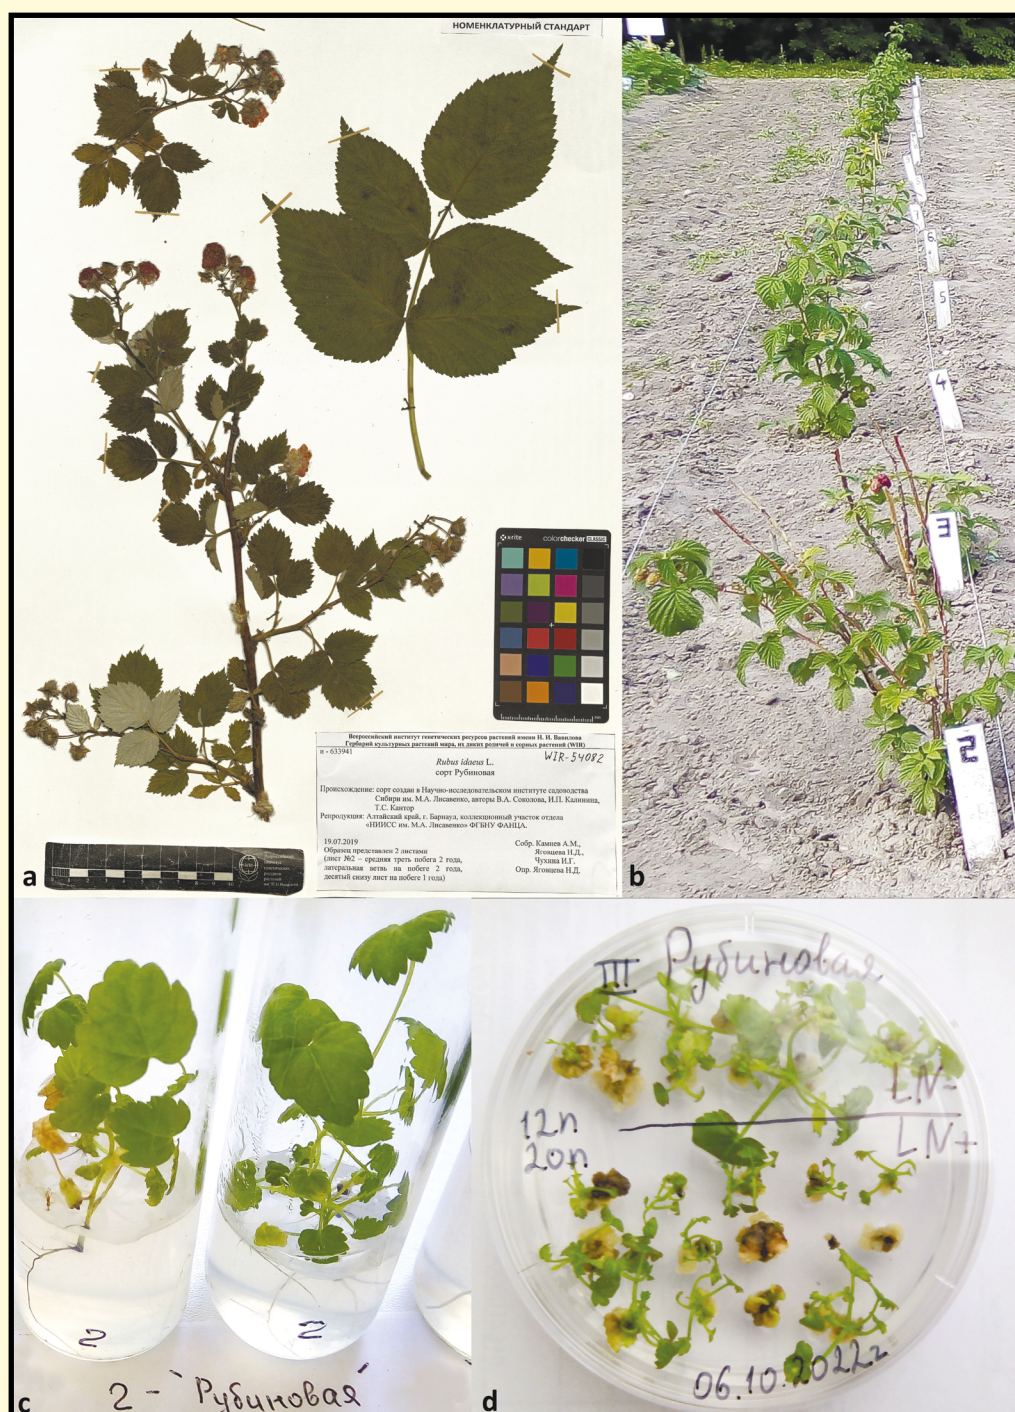 НОМЕНКЛАТУРНЫЙ СТАНДАРТ
x·rite colorchecker CLASSIC
mm
Всероссийский институт генетических ресурсов растений имени Н. И. Вавилова
Гербарий культурных растений мира, их диких родичей и сорных растений (WIR)
и - 633941
WIR-54082
Rubus idaeus L.
сорт Рубиновая
Происхождение: сорт создан в Научно-исследовательском институте садоводства
Сибири им. М.А. Лисавенко, авторы В.А. Соколова, И.П. Калинина,
Т.С. Кантор
Репродукция: Алтайский край, г. Барнаул, коллекционный участок отдела
«НИИСС им. М.А. Лисавенко» ФГБНУ ФАНЦА.
19.07.2019
Образец представлен 2 листами
(лист №2 – средняя треть побега 2 года,
латеральная ветвь на побеге 2 года,
десятый снизу лист на побеге 1 года)
Собр. Камнев А.М.,
Яговцева Н.Д.,
Чухина И.Г.
Опр. Яговцева Н.Д.
a
6
5
4
3
2
b
2
2
2 - "Рубиновая"
c
III Рубиновая
LN-
LN+
12п.
20п.
06.10.2022г
d